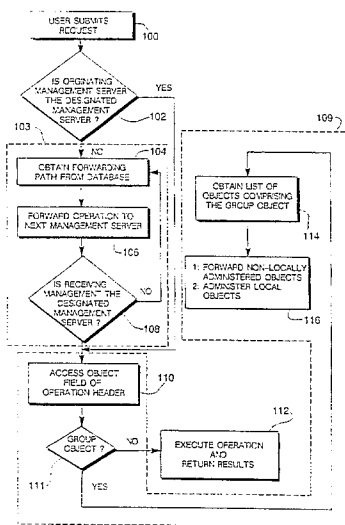 USER SUBMITS
REQUEST
100
IS ORGINATING
MANAGEMENT SERVER
THE DESIGNATED
MANAGEMENT
SERVER ?
YES
102
103
NO
104
OBTAIN FORWARDING
PATH FROM DATABASE
FORWARD OPERATION TO
NEXT MANAGEMENT SERVER
106
IS RECEIVING
MANAGEMENT THE
DESIGNATED
MANAGEMENT
SERVER ?
NO
108
109
OBTAIN LIST OF
OBJECTS COMPRISING
THE GROUP OBJECT
114
1: FORWARD NON-LOCALLY
ADMINISTERED OBJECTS
2: ADMINISTER LOCAL
OBJECTS
116
ACCESS OBJECT
FIELD OF
OPERATION HEADER
110
GROUP
OBJECT ?
111
NO
YES
112
EXECUTE OPERATION
AND
RETURN RESULTS